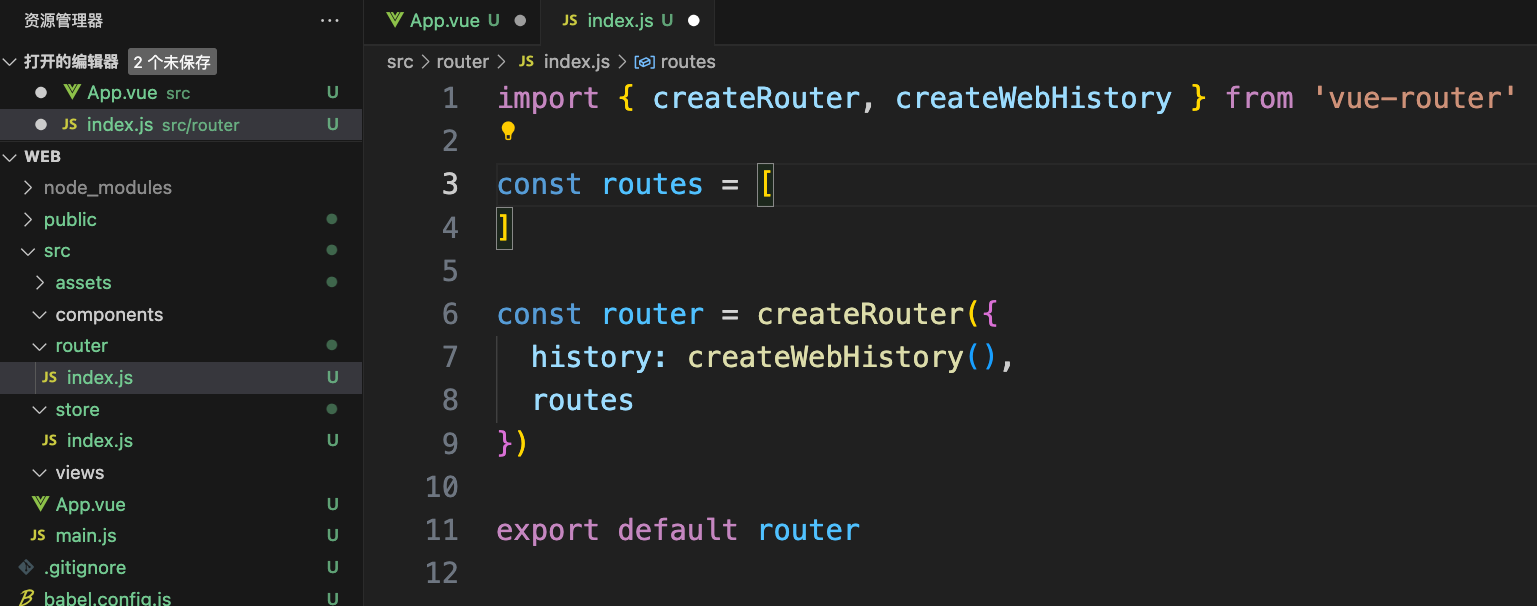 资源管理器 ···
打开的编辑器 2 个未保存
App.vue src U
JS index.js src/router U
WEB
node_modules
public
src
assets
components
router
JS index.js U
store
JS index.js U
views
App.vue U
JS main.js U
.gitignore U
babel.config.js U
App.vue U JS index.js U
src > router > JS index.js > routes
1 import { createRouter, createWebHistory } from 'vue-router'
2
3 const routes = [
4 ]
5
6 const router = createRouter({
7 history: createWebHistory(),
8 routes
9 })
10
11 export default router
12